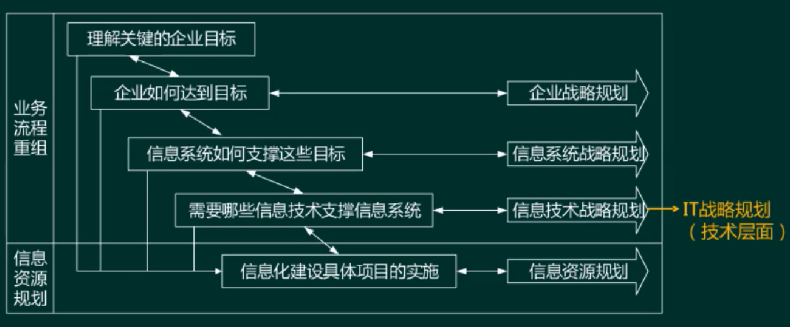 理解关键的企业目标
企业如何达到目标
企业战略规划
业务
流程
重组
信息系统如何支撑这些目标
信息系统战略规划
需要哪些信息技术支撑信息系统
信息技术战略规划
IT战略规划
（技术层面）
信息
资源
规划
信息化建设具体项目的实施
信息资源规划